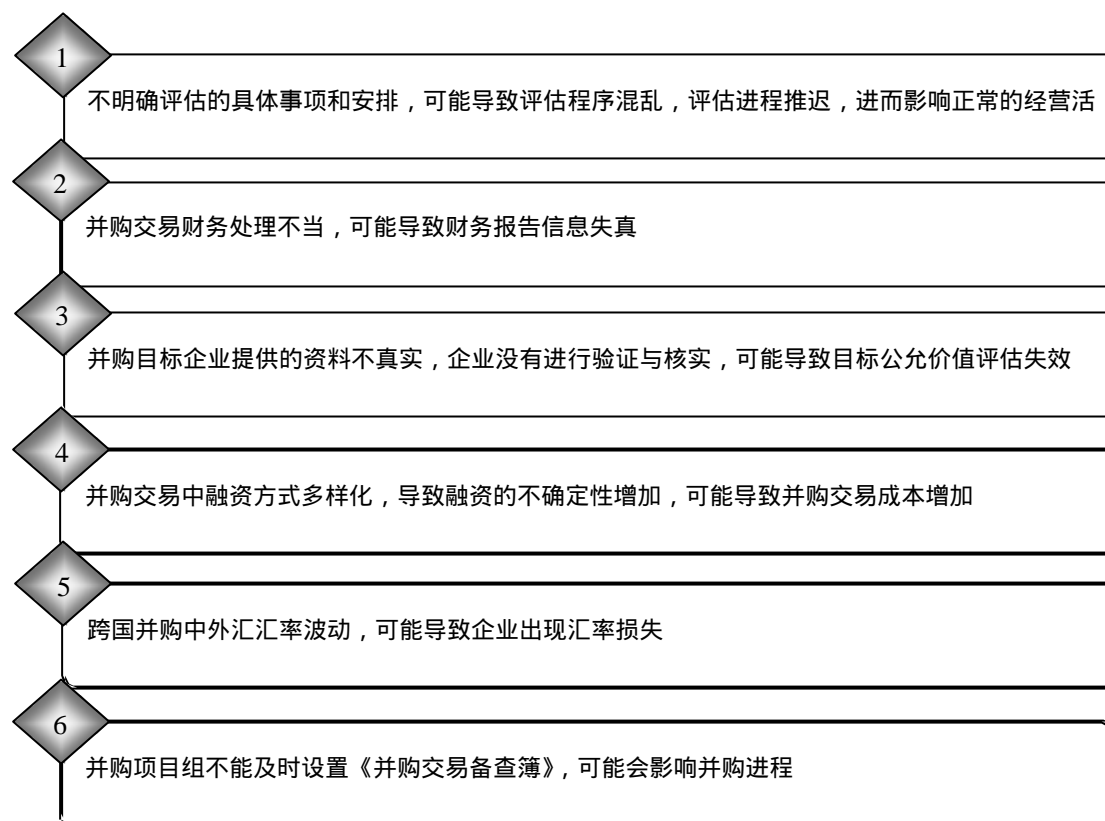 1
不明确评估的具体事项和安排，可能导致评估程序混乱，评估进程推迟，进而影响正常的经营活
2
并购交易财务处理不当，可能导致财务报告信息失真
3
并购目标企业提供的资料不真实，企业没有进行验证与核实，可能导致目标公允价值评估失效
4
并购交易中融资方式多样化，导致融资的不确定性增加，可能导致并购交易成本增加
5
跨国并购中外汇汇率波动，可能导致企业出现汇率损失
6
并购项目组不能及时设置《并购交易备查簿》，可能会影响并购进程